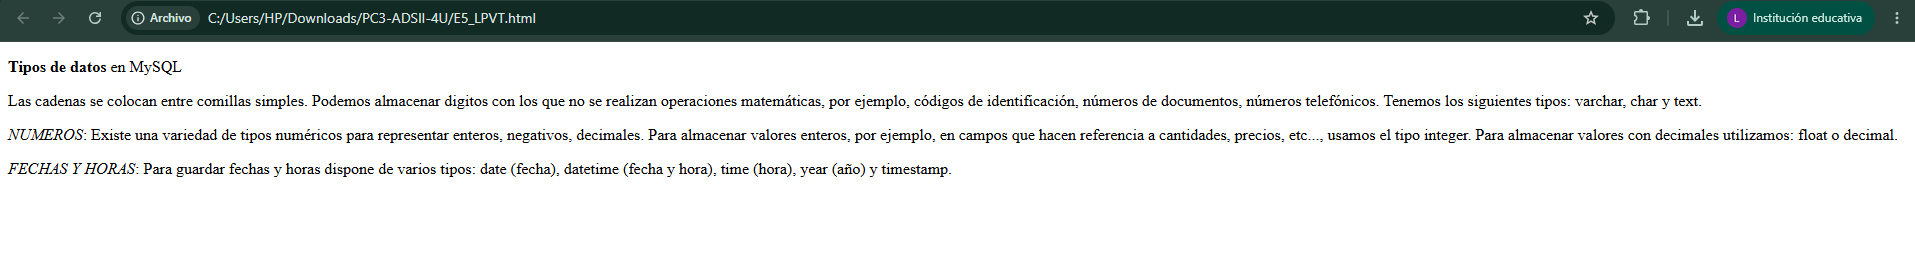 Archivo C:/Users/HP/Downloads/PC3-ADSII-4U/E5_LPVT.html L Institución educativa
Tipos de datos en MySQL
Las cadenas se colocan entre comillas simples. Podemos almacenar digitos con los que no se realizan operaciones matemáticas, por ejemplo, códigos de identificación, números de documentos, números telefónicos. Tenemos los siguientes tipos: varchar, char y text.
NUMEROS: Existe una variedad de tipos numéricos para representar enteros, negativos, decimales. Para almacenar valores enteros, por ejemplo, en campos que hacen referencia a cantidades, precios, etc..., usamos el tipo integer. Para almacenar valores con decimales utilizamos: float o decimal.
FECHAS Y HORAS: Para guardar fechas y horas dispone de varios tipos: date (fecha), datetime (fecha y hora), time (hora), year (año) y timestamp.